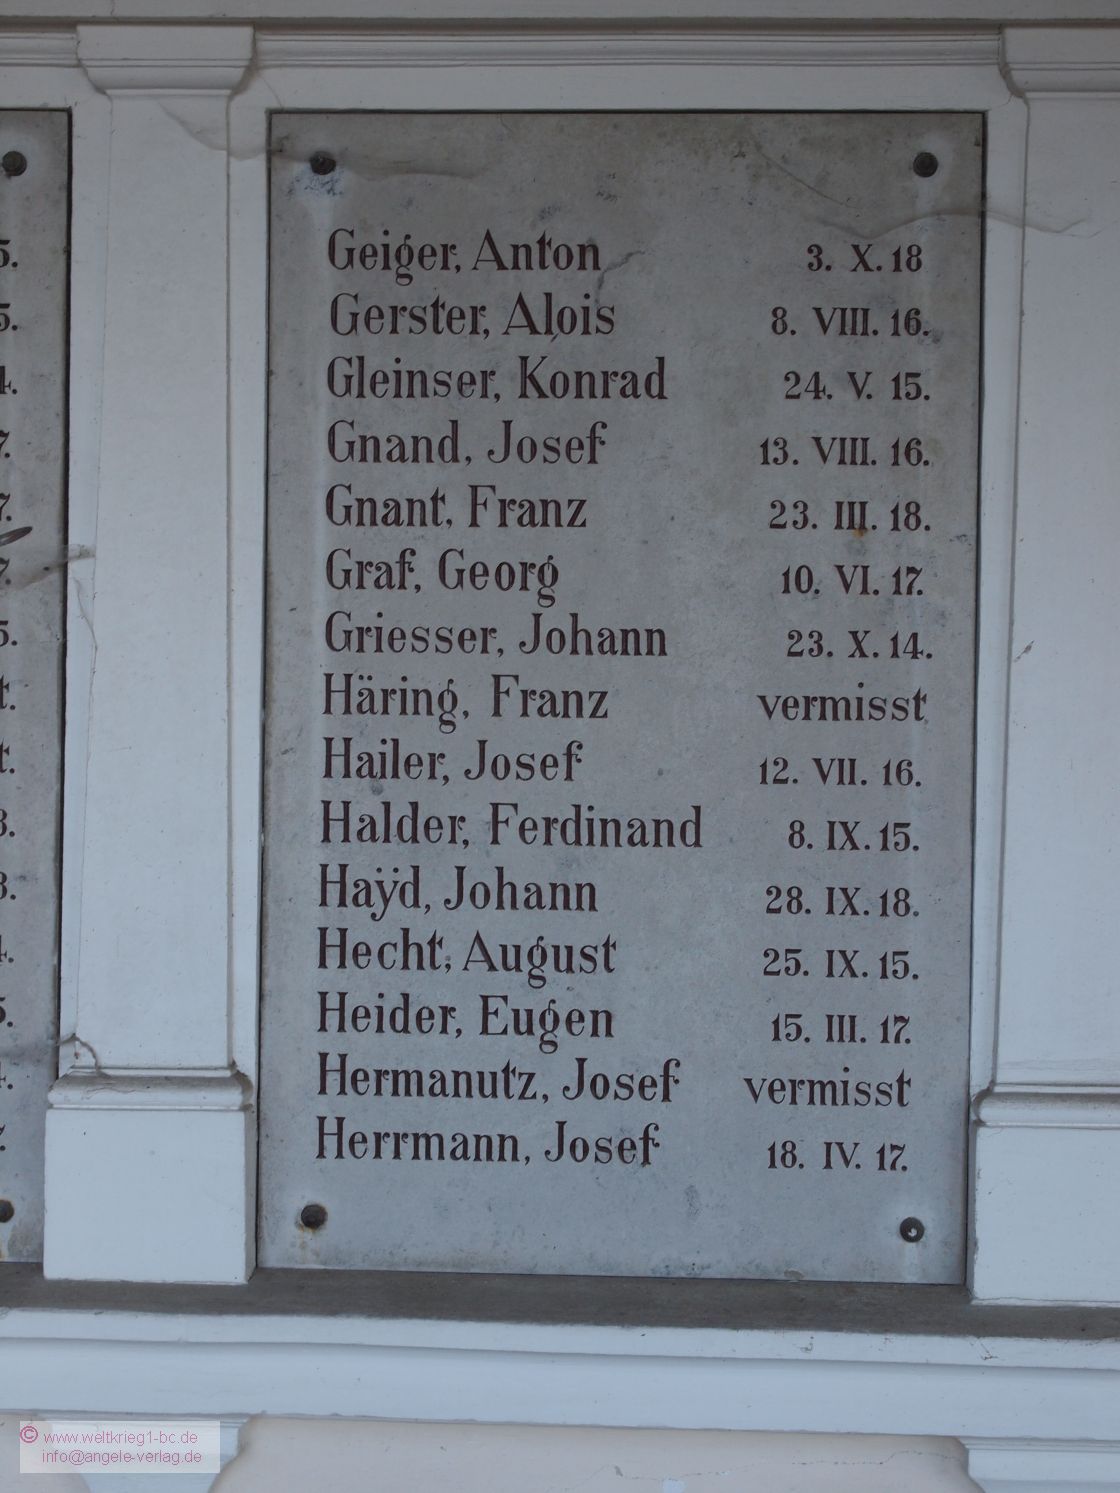 Geiger, Anton 3. X. 18
Gerster, Alois 8. VIII. 16.
Gleinser, Konrad 24. V. 15.
Gnand, Josef 13. VIII. 16.
Gnant, Franz 23. III. 18.
Graf, Georg 10. VI. 17.
Griesser, Johann 23. X. 14.
Häring, Franz vermisst
Hailer, Josef 12. VII. 16.
Halder, Ferdinand 8. IX. 15.
Haÿd, Johann 28. IX. 18.
Hecht, August 25. IX. 15.
Heider, Eugen 15. III. 17.
Hermanutz, Josef vermisst
Herrmann, Josef 18. IV. 17.
© www.weltkrieg1-bc.de
info@angele-verlag.de